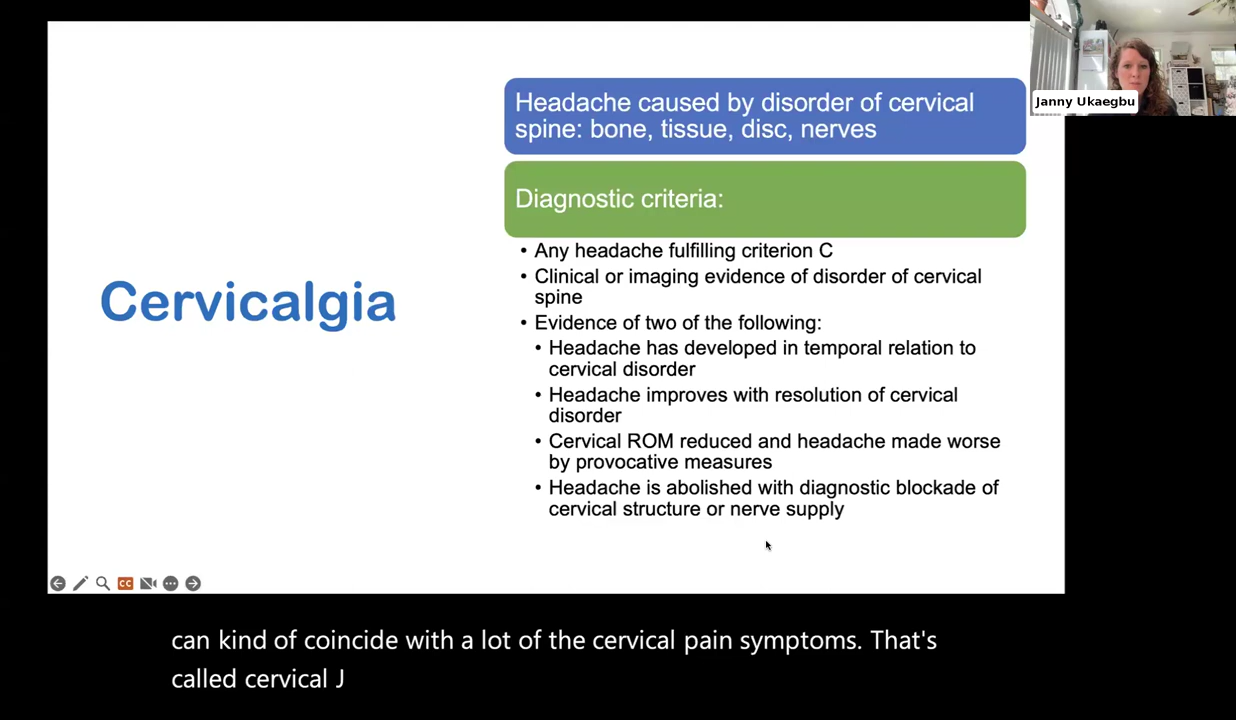 Headache caused by disorder of cervical
spine: bone, tissue, disc, nerves
Janny Ukaegbu
Diagnostic criteria:
Cervicalgia
• Any headache fulfilling criterion C
• Clinical or imaging evidence of disorder of cervical
spine
• Evidence of two of the following:
• Headache has developed in temporal relation to
cervical disorder
• Headache improves with resolution of cervical
disorder
• Cervical ROM reduced and headache made worse
by provocative measures
• Headache is abolished with diagnostic blockade of
cervical structure or nerve supply
CC
can kind of coincide with a lot of the cervical pain symptoms. That's
called cervical J